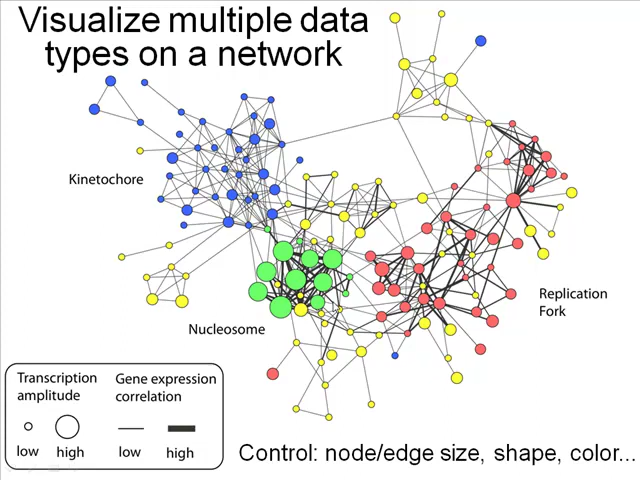 Visualize multiple data
types on a network
Kinetochore
Nucleosome
Replication
Fork
Transcription
amplitude
low
high
Gene expression
correlation
low
high
Control: node/edge size, shape, color...